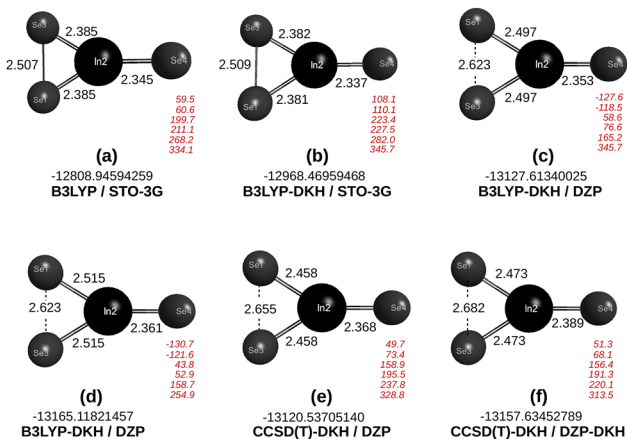 Se3
2.385
In2
Se4
2.507
2.345
Se1
2.385
59.5
60.6
199.7
211.1
268.2
334.1
(a)
-12808.94594259
B3LYP / STO-3G
Se3
2.382
In2
Se4
2.509
2.337
Se1
2.381
108.1
110.1
223.4
227.5
282.0
345.7
(b)
-12968.46959468
B3LYP-DKH / STO-3G
Se1
2.497
In2
Se4
2.623
2.353
Se3
2.497
-127.6
-118.5
58.6
76.6
165.2
345.7
(c)
-13127.61340025
B3LYP-DKH / DZP
Se1
2.515
In2
Se4
2.623
2.361
Se3
2.515
-130.7
-121.6
43.8
52.9
158.7
254.9
(d)
-13165.11821457
B3LYP-DKH / DZP
Se1
2.458
In2
Se4
2.655
2.368
Se3
2.458
49.7
73.4
158.9
195.5
237.8
328.8
(e)
-13120.53705140
CCSD(T)-DKH / DZP
Se1
2.473
In2
Se4
2.682
2.389
Se3
2.473
51.3
68.1
156.4
191.3
220.1
313.5
(f)
-13157.63452789
CCSD(T)-DKH / DZP-DKH